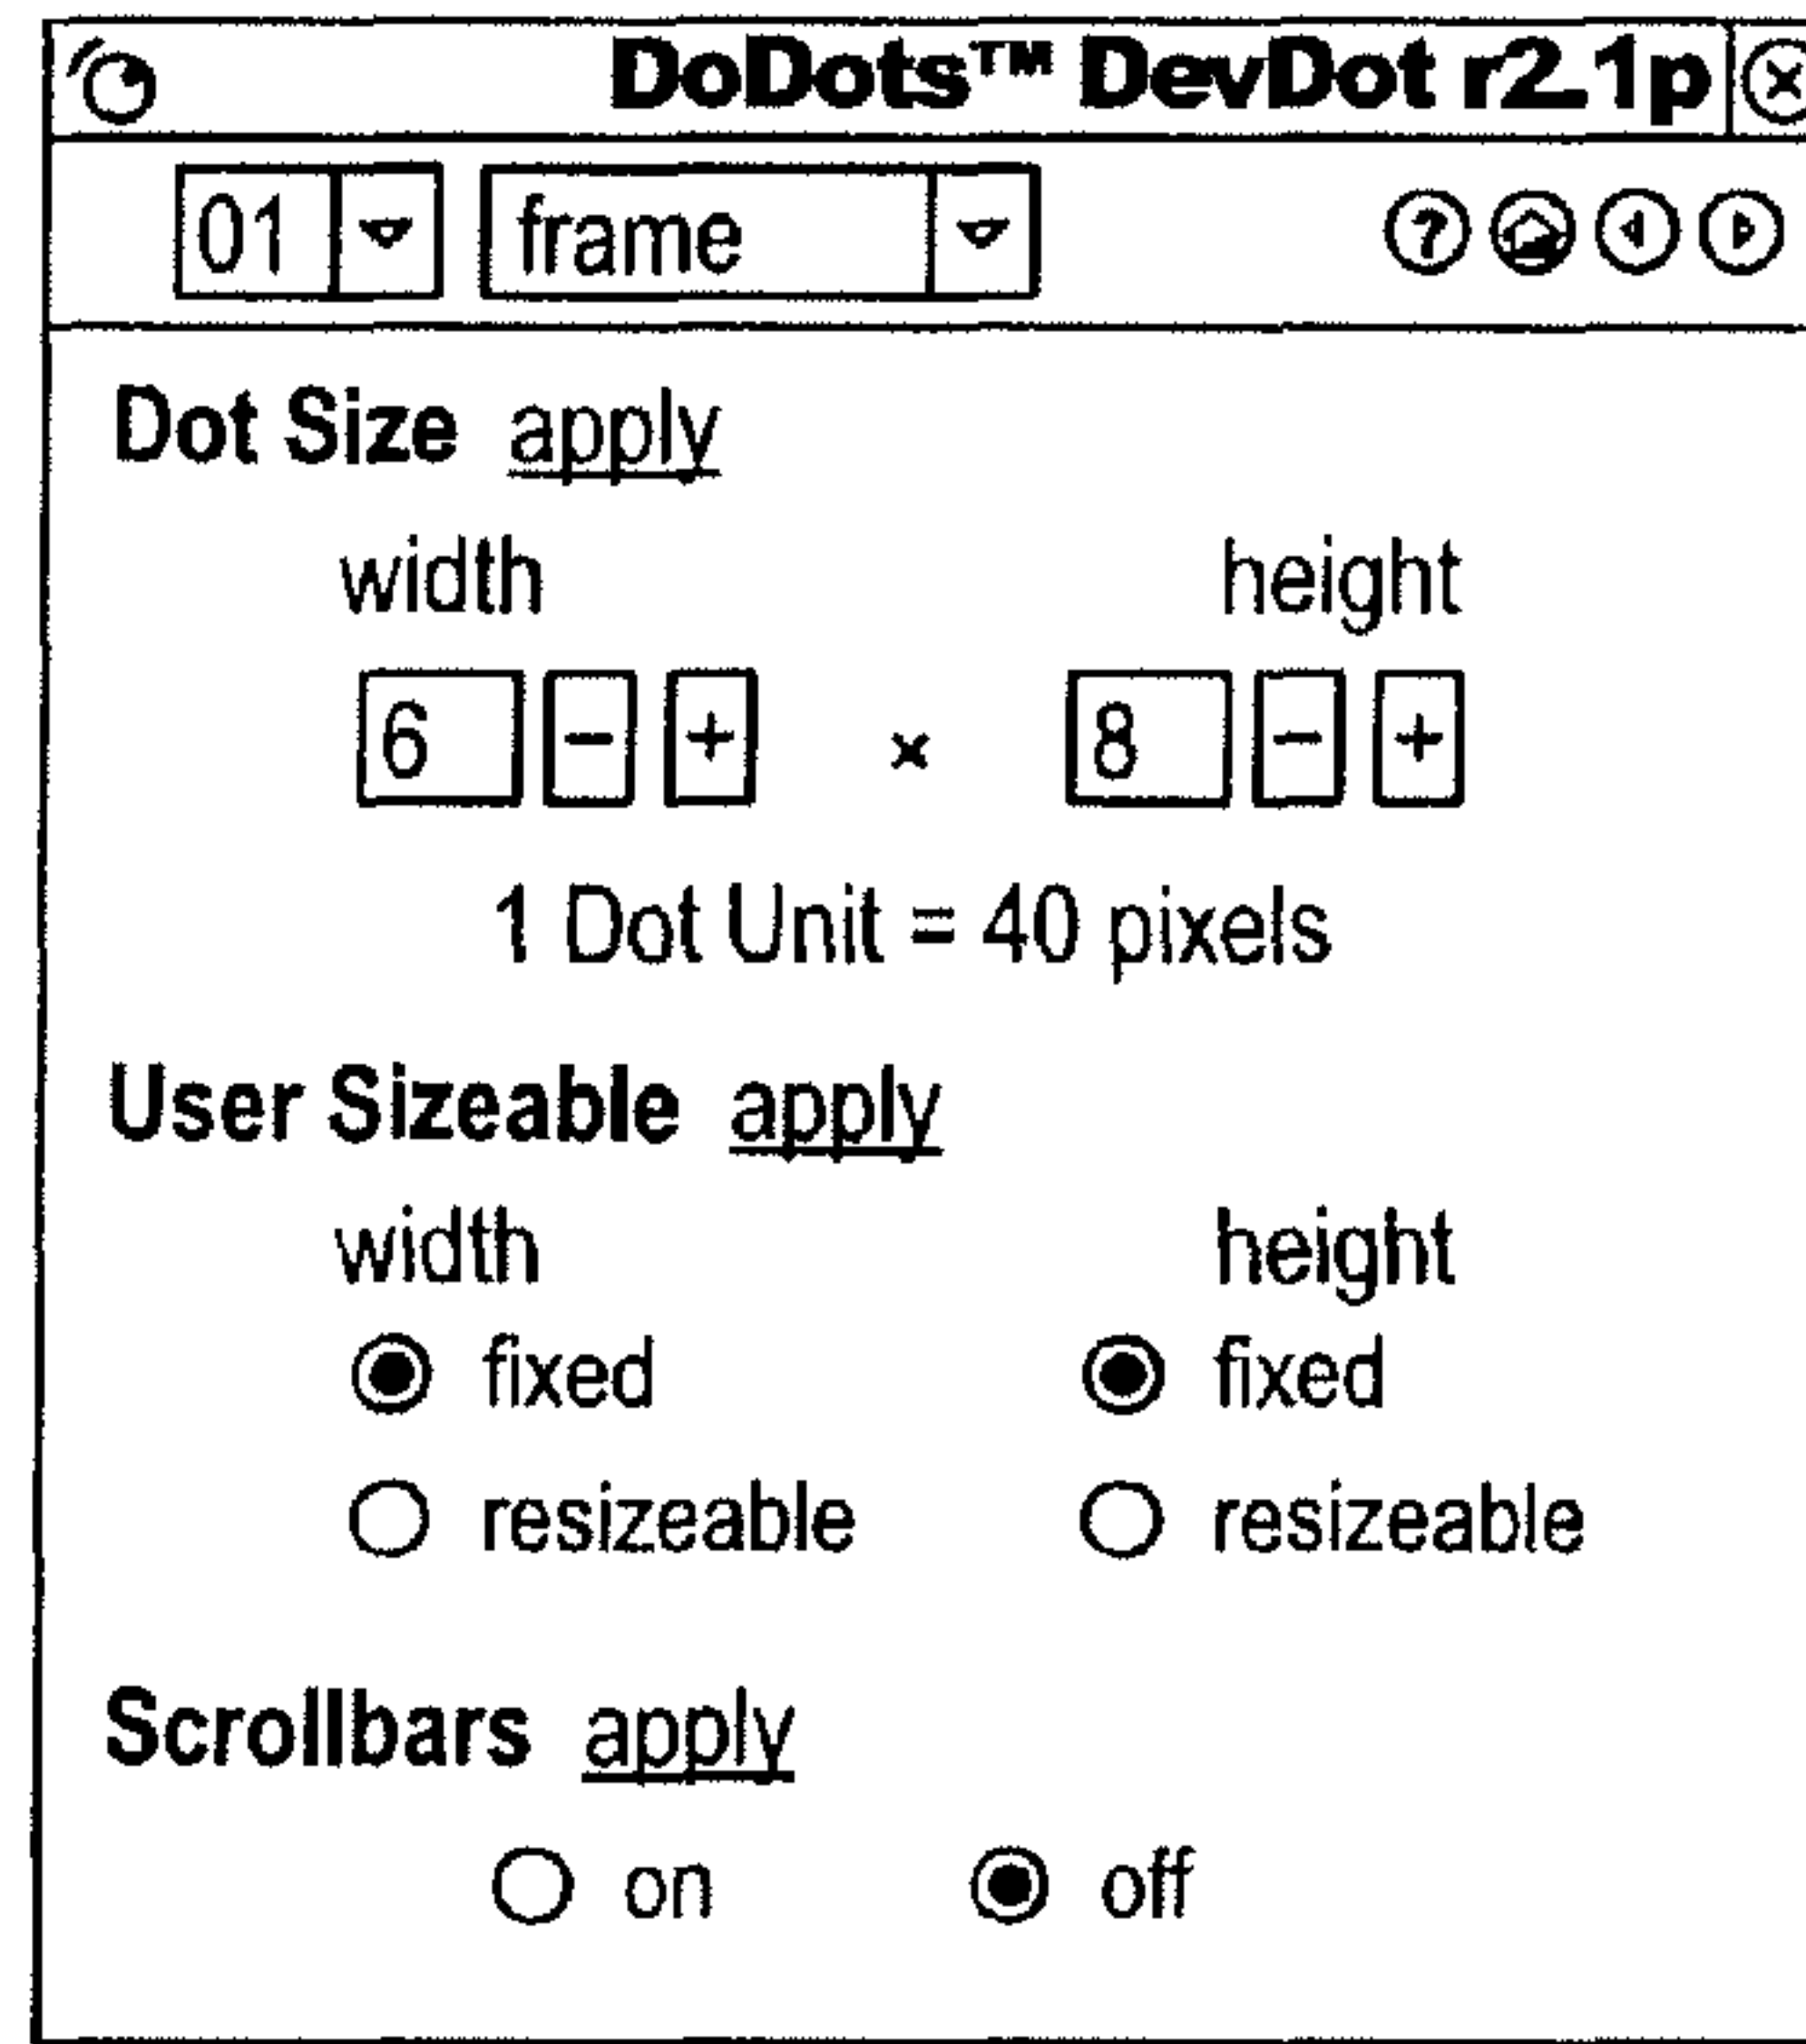 DoDots™ DevDot r2.1p
01 frame ?
Dot Size apply
width height
6 - + × 8 - +
1 Dot Unit = 40 pixels
User Sizeable apply
width height
fixed fixed
resizeable resizeable
Scrollbars apply
on off